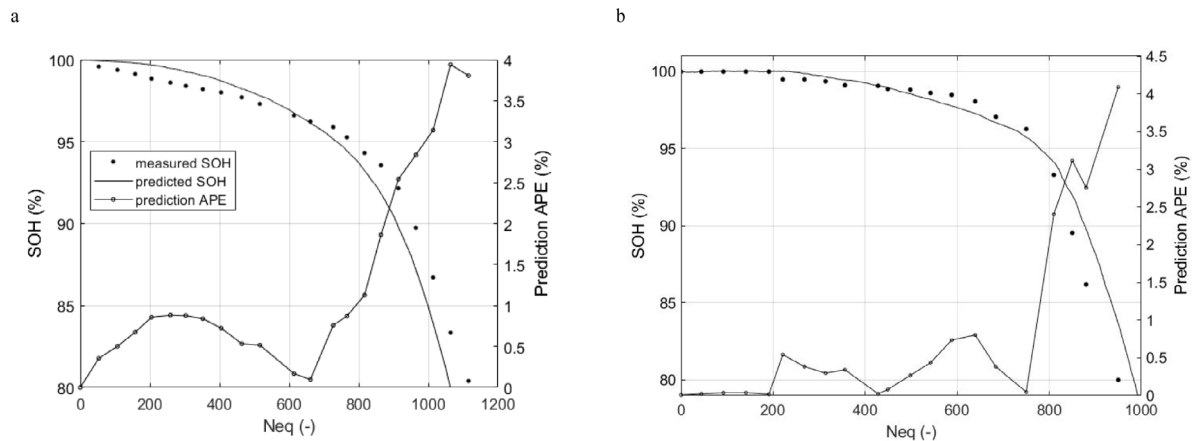 a
100
95
90
85
80
SOH (%)
measured SOH
predicted SOH
prediction APE
4
3.5
3
2.5
2
1.5
1
0.5
0
Prediction APE (%)
0 200 400 600 800 1000 1200
Neq (-)
b
100
95
90
85
80
SOH (%)
4.5
4
3.5
3
2.5
2
1.5
1
0.5
0
Prediction APE (%)
0 200 400 600 800 1000
Neq (-)